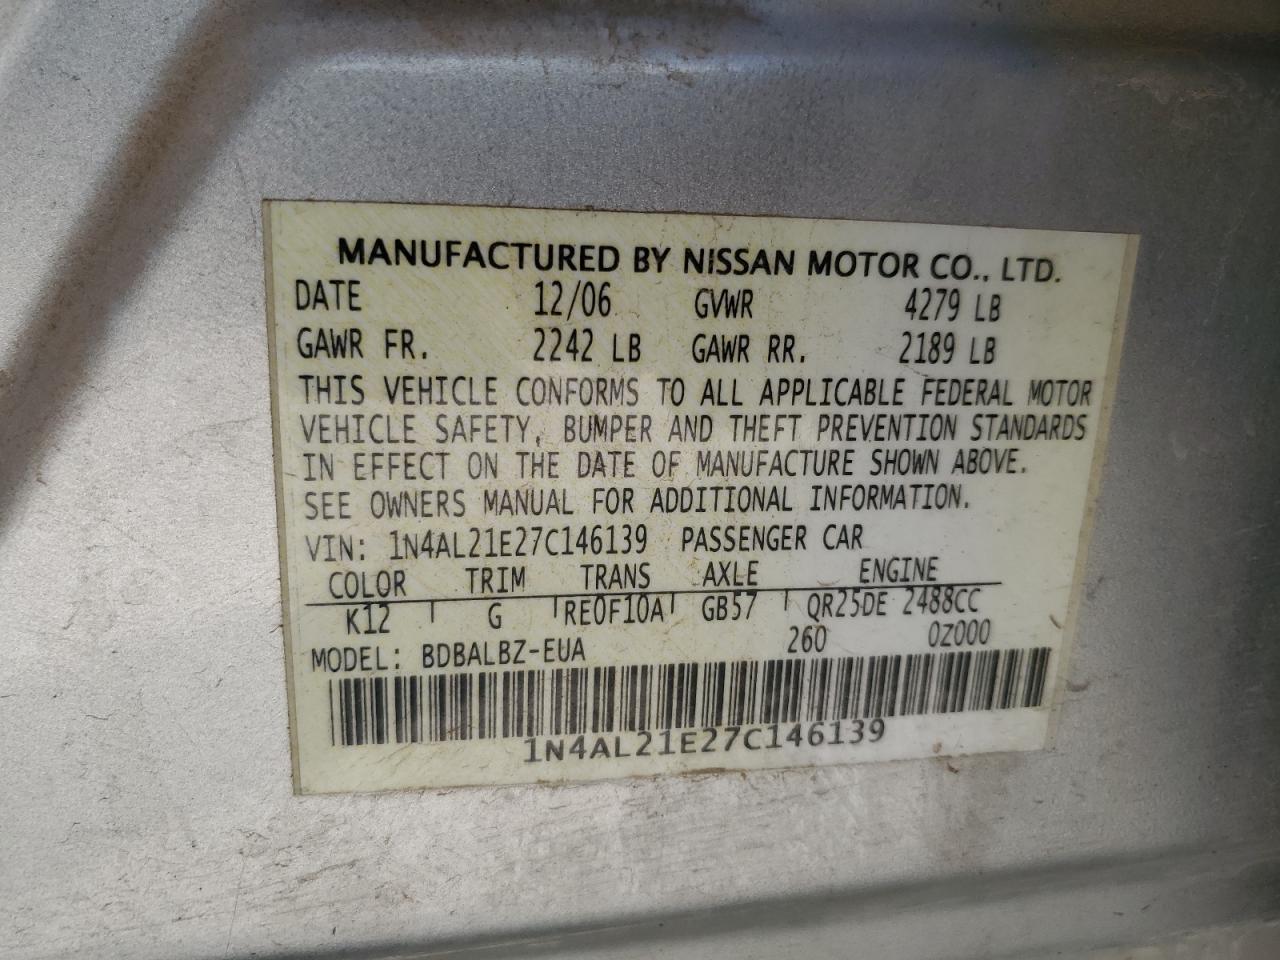 MANUFACTURED BY NISSAN MOTOR CO., LTD.
DATE 12/06 GVWR 4279 LB
GAWR FR. 2242 LB GAWR RR. 2189 LB
THIS VEHICLE CONFORMS TO ALL APPLICABLE FEDERAL MOTOR
VEHICLE SAFETY, BUMPER AND THEFT PREVENTION STANDARDS
IN EFFECT ON THE DATE OF MANUFACTURE SHOWN ABOVE.
SEE OWNERS MANUAL FOR ADDITIONAL INFORMATION.
VIN: 1N4AL21E27C146139 PASSENGER CAR
COLOR TRIM TRANS AXLE ENGINE
K12 G RE0F10A GB57 QR25DE 2488CC
MODEL: BDBALBZ-EUA 260 0Z000
1N4AL21E27C146139